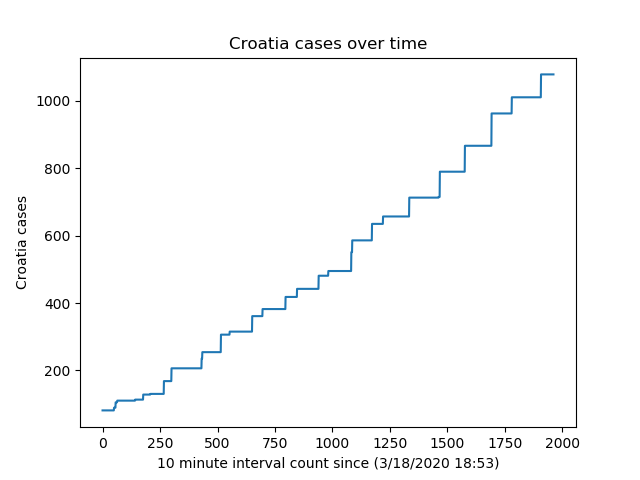 Croatia cases over time
Croatia cases
1000
800
600
400
200
0 250 500 750 1000 1250 1500 1750 2000
10 minute interval count since (3/18/2020 18:53)